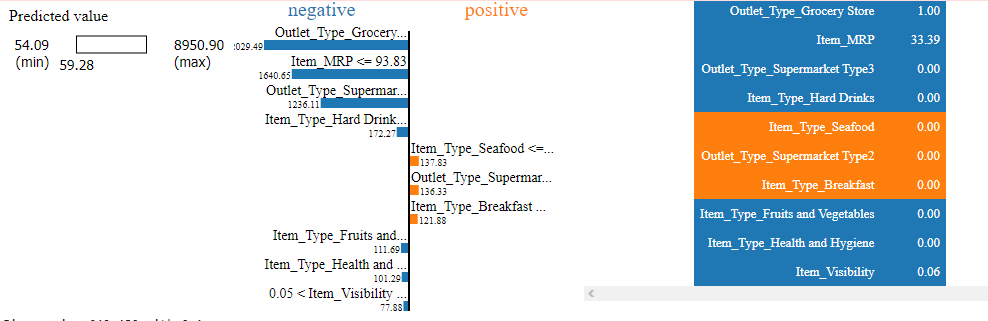 Predicted value
54.09
(min)
59.28
8950.90
(max)
negative
positive
Outlet_Type_Grocery...
Item_MRP <= 93.83
1640.65
Outlet_Type_Supermar...
1236.11
Item_Type_Hard Drink...
172.27
Item_Type_Seafood <=...
137.83
Outlet_Type_Supermar...
136.33
Item_Type_Breakfast ...
121.88
Item_Type_Fruits and...
111.69
Item_Type_Health and ...
101.29
0.05 < Item_Visibility ...
77.88
Outlet_Type_Grocery Store 1.00
Item_MRP 33.39
Outlet_Type_Supermarket Type3 0.00
Item_Type_Hard Drinks 0.00
Item_Type_Seafood 0.00
Outlet_Type_Supermarket Type2 0.00
Item_Type_Breakfast 0.00
Item_Type_Fruits and Vegetables 0.00
Item_Type_Health and Hygiene 0.00
Item_Visibility 0.06